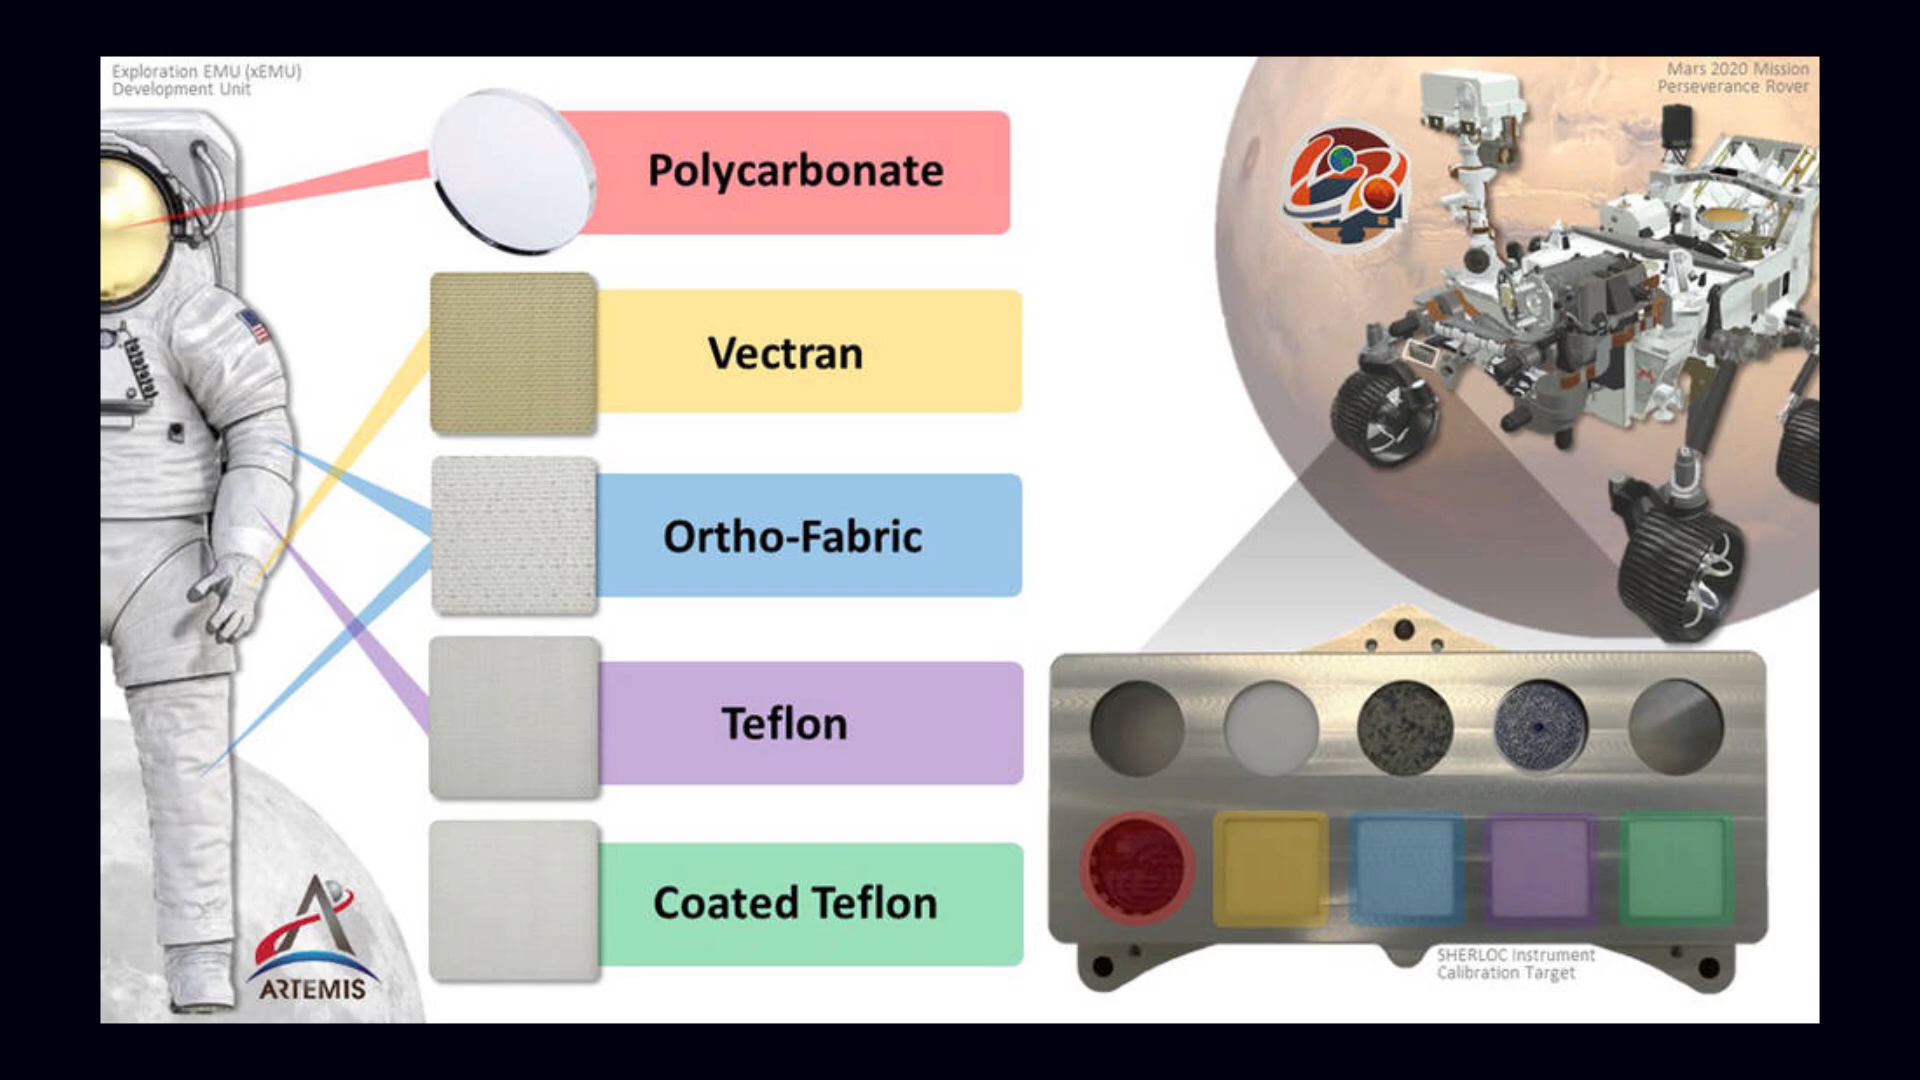 Exploration EMU (xEMU)
Development Unit
Mars 2020 Mission
Perseverance Rover
Polycarbonate
Vectran
Ortho-Fabric
Teflon
Coated Teflon
ARTEMIS
SHERLOC Instrument
Calibration Target